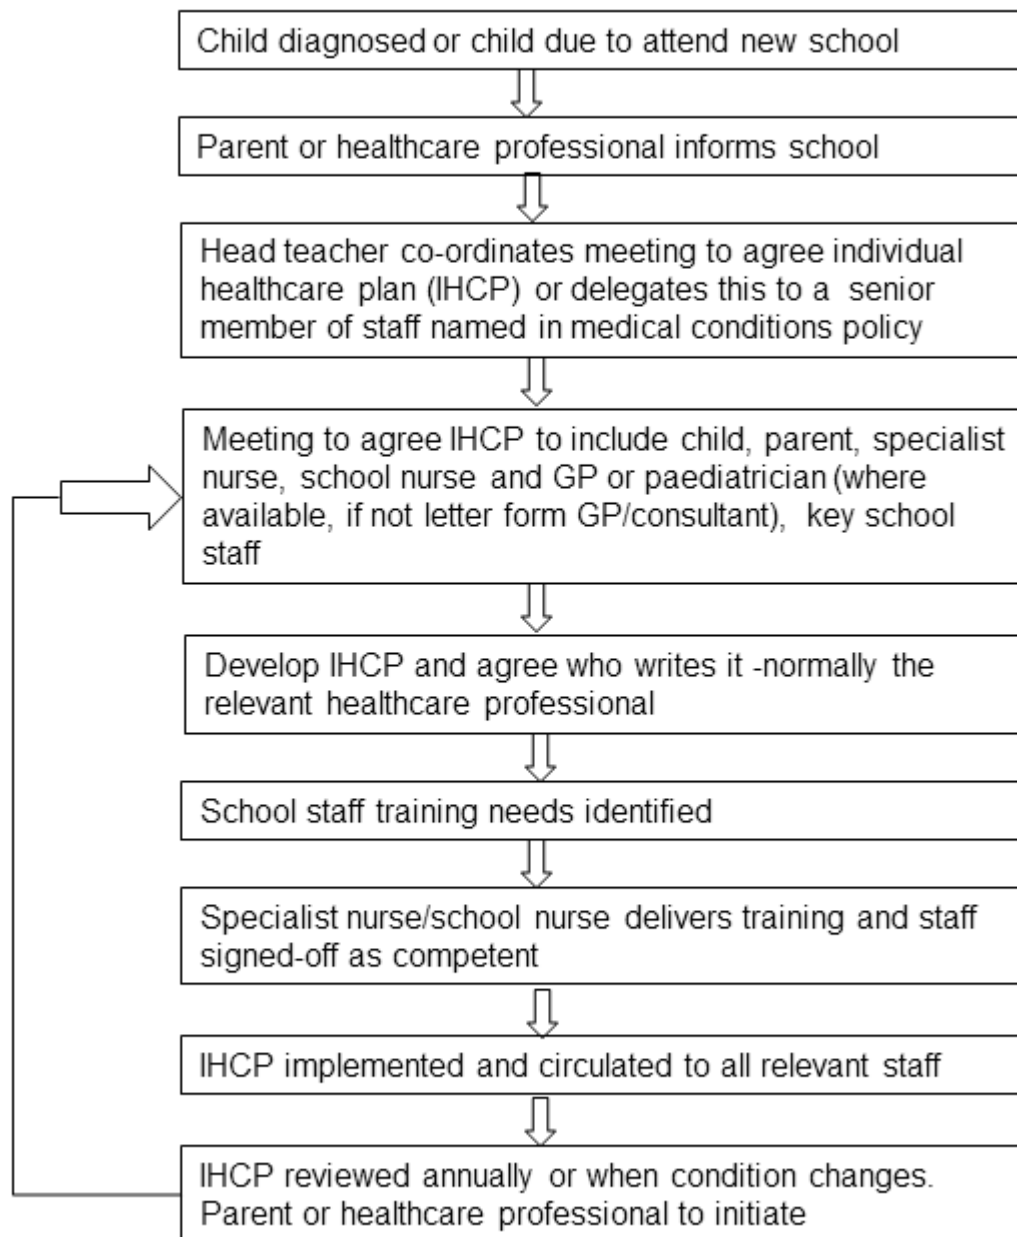 Child diagnosed or child due to attend new school
Parent or healthcare professional informs school
Head teacher co-ordinates meeting to agree individual
healthcare plan (IHCP) or delegates this to a senior
member of staff named in medical conditions policy
Meeting to agree IHCP to include child, parent, specialist
nurse, school nurse and GP or paediatrician (where
available, if not letter form GP/consultant), key school
staff
Develop IHCP and agree who writes it -normally the
relevant healthcare professional
School staff training needs identified
Specialist nurse/school nurse delivers training and staff
signed-off as competent
IHCP implemented and circulated to all relevant staff
IHCP reviewed annually or when condition changes.
Parent or healthcare professional to initiate